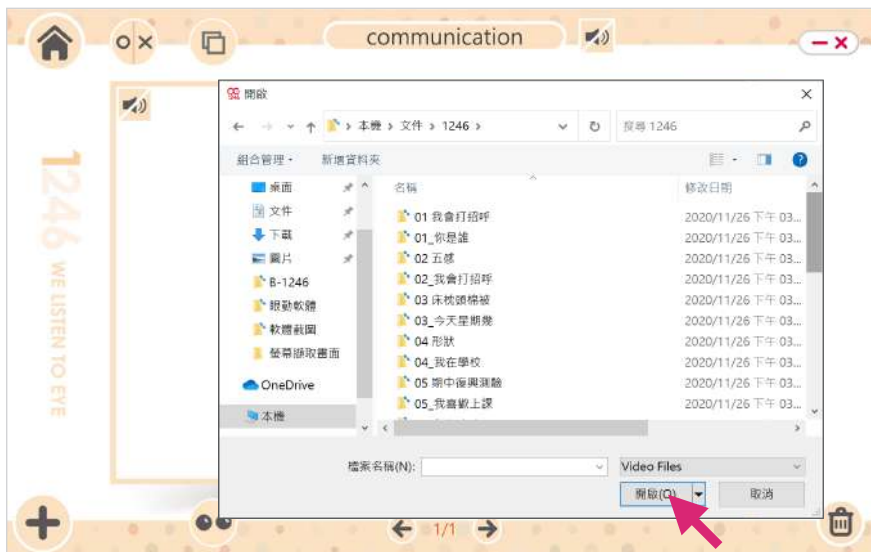 communication
開啟
本機 › 文件 › 1246 ›
搜尋 1246
組合管理
新增資料夾
桌面
文件
下載
圖片
B-1246
眼動軟體
軟體截圖
螢幕擷取畫面
OneDrive
本機
名稱 修改日期
01 我會打招呼 2020/11/26 下午 03...
01_你是誰 2020/11/26 下午 03...
02 五感 2020/11/26 下午 03...
02_我會打招呼 2020/11/26 下午 03...
03 床枕頭棉被 2020/11/26 下午 03...
03_今天星期幾 2020/11/26 下午 03...
04 形狀 2020/11/26 下午 03...
04_我在學校 2020/11/26 下午 03...
05 期中復興測驗 2020/11/26 下午 03...
05_我喜歡上課 2020/11/26 下午 03...
檔案名稱(N):
Video Files
開啟(O)
取消
1246 WE LISTEN TO EYE
1/1